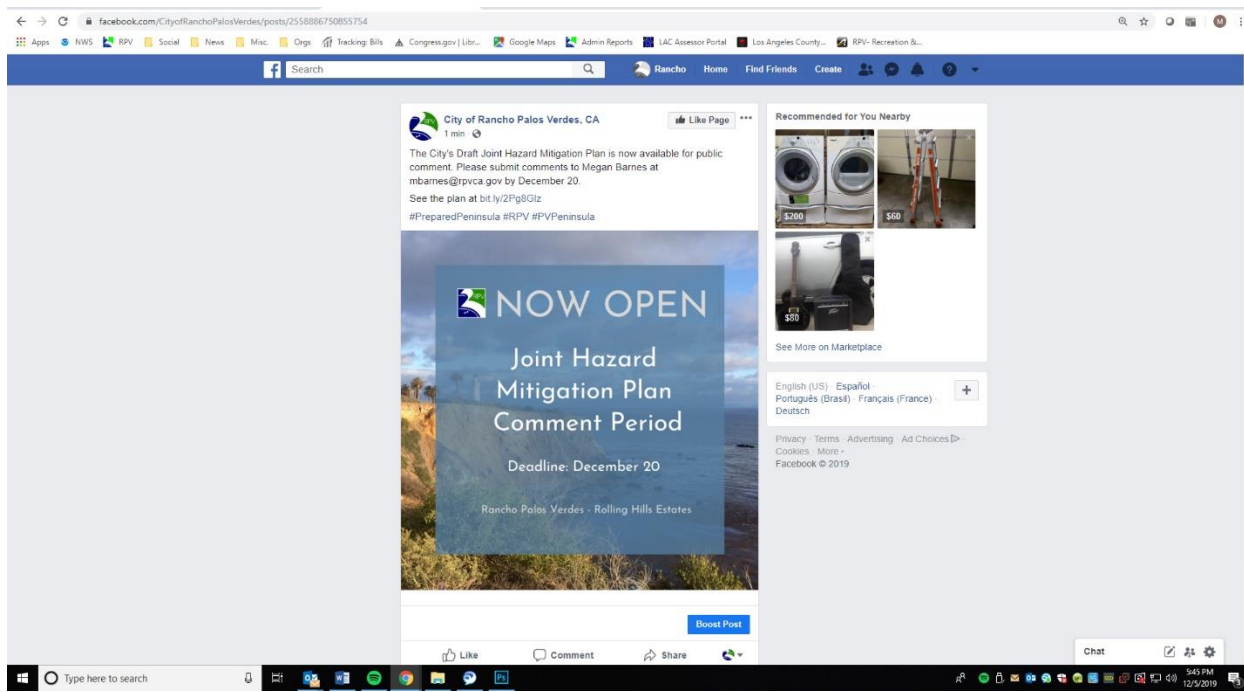 facebook.com/CityofRanchoPalosVerdes/posts/2558886750855754
Apps NWS RPV Social News Misc. Orgs Tracking: Bills Congress.gov | Libr... Google Maps Admin Reports LAC Assessor Portal Los Angeles County... RPV- Recreation &...
Search Rancho Home Find Friends Create
City of Rancho Palos Verdes, CA Like Page
1 min
The City's Draft Joint Hazard Mitigation Plan is now available for public
comment. Please submit comments to Megan Barnes at
mbarnes@rpvca.gov by December 20.
See the plan at bit.ly/2Pg8Glz
#PreparedPeninsula #RPV #PVPeninsula
RPV NOW OPEN
Joint Hazard
Mitigation Plan
Comment Period
Deadline: December 20
Rancho Palos Verdes - Rolling Hills Estates
Boost Post
Like Comment Share
Recommended for You Nearby
$200 $60
$80
See More on Marketplace
English (US) · Español ·
Português (Brasil) · Français (France) ·
Deutsch
Privacy · Terms · Advertising · Ad Choices ·
Cookies · More
Facebook © 2019
Chat
Type here to search
5:45 PM
12/5/2019